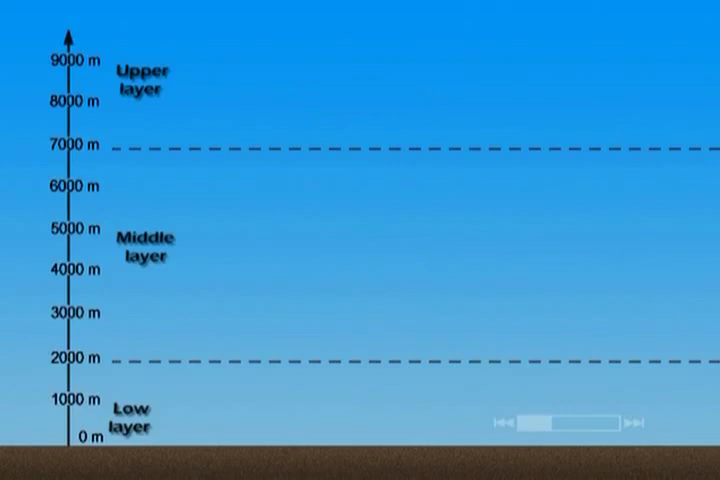 9000 m
Upper
layer
8000 m
7000 m
6000 m
5000 m
Middle
layer
4000 m
3000 m
2000 m
1000 m
Low
layer
0 m